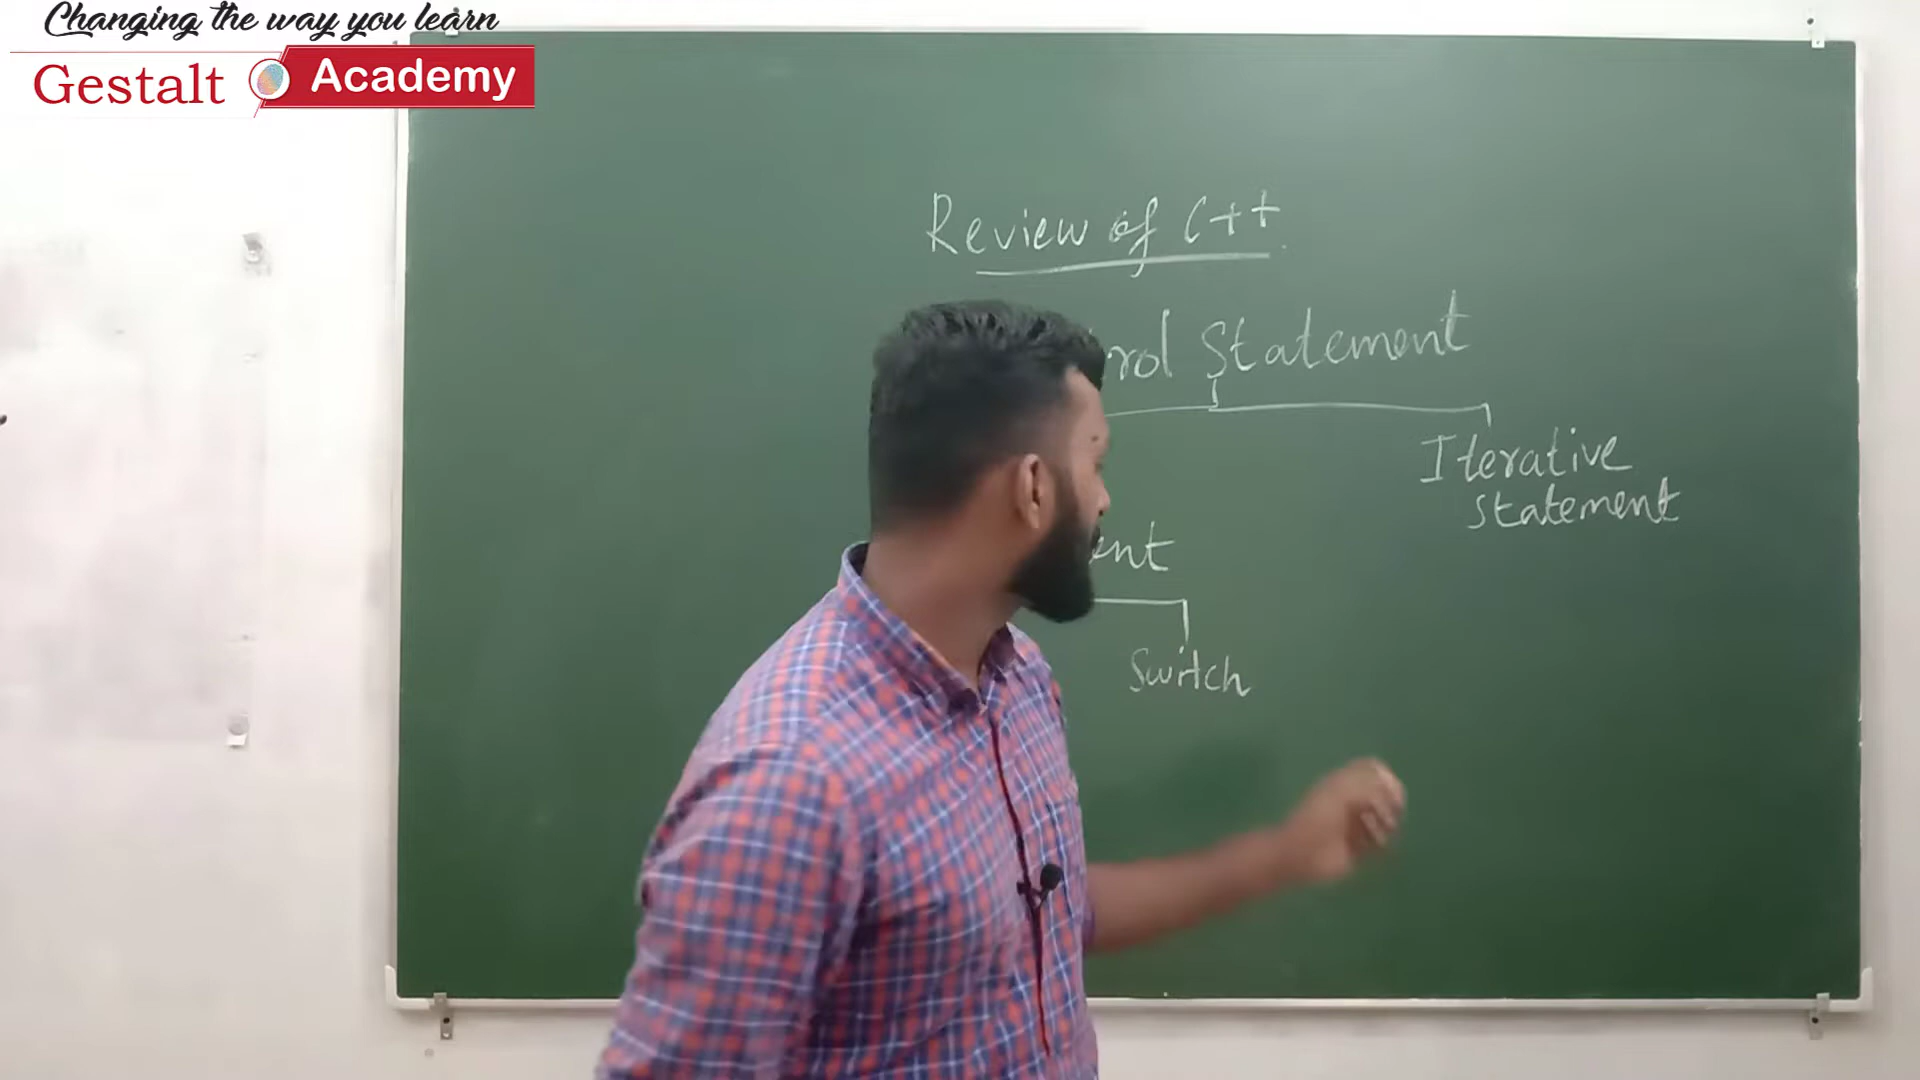 Changing the way you learn
Gestalt Academy
Review of C++
rol Statement
Iterative
statement
ent
Switch